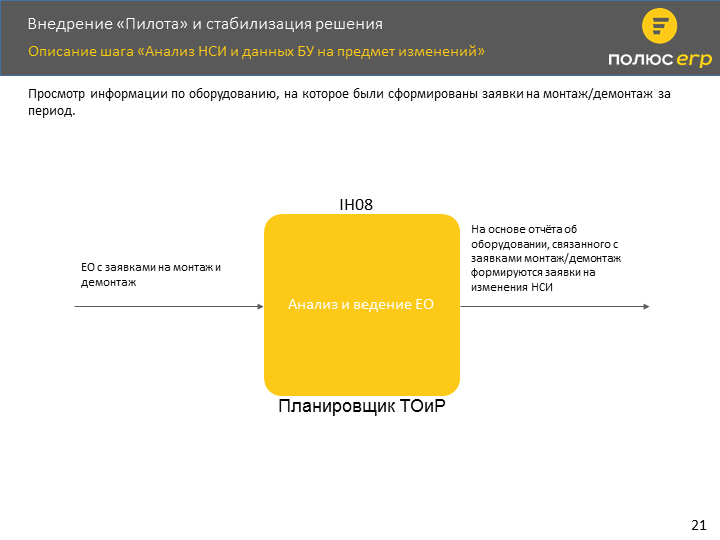 Внедрение «Пилота» и стабилизация решения
Описание шага «Анализ НСИ и данных БУ на предмет изменений»
ПОЛЮС erp
Просмотр информации по оборудованию, на которое были сформированы заявки на монтаж/демонтаж за
период.
IH08
ЕО с заявками на монтаж и
демонтаж
Анализ и ведение ЕО
На основе отчёта об
оборудовании, связанного с
заявками монтаж/демонтаж
формируются заявки на
изменения НСИ
Планировщик ТОиР
21